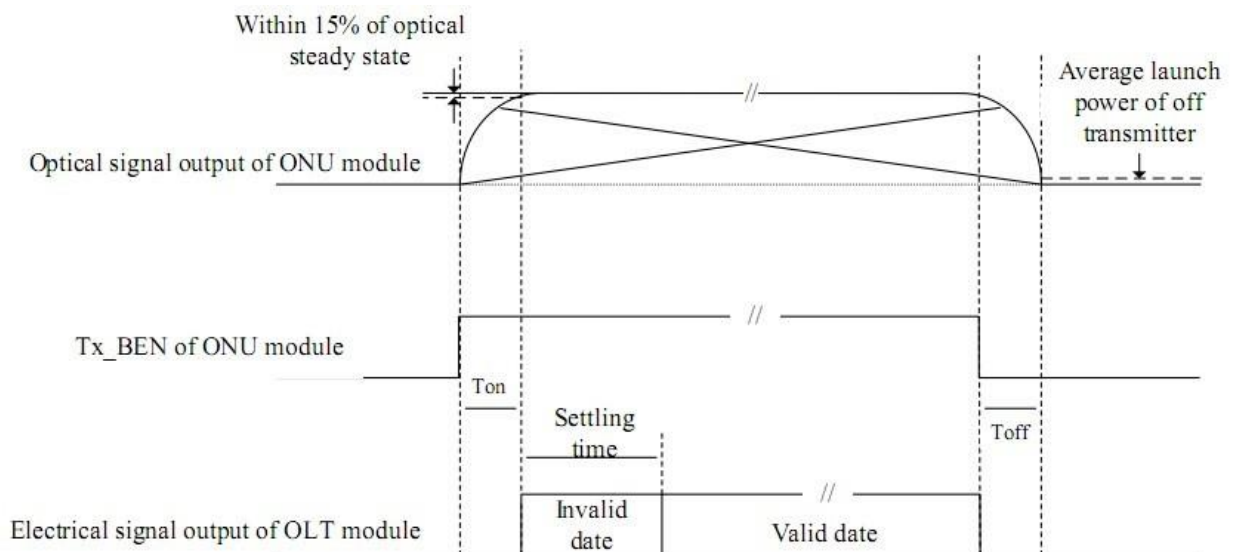 Within 15% of optical
steady state
Average launch
power of off
transmitter
//
Optical signal output of ONU module
//
Tx_BEN of ONU module
Ton
Settling
time
Toff
//
Electrical signal output of OLT module
Invalid
date
Valid date